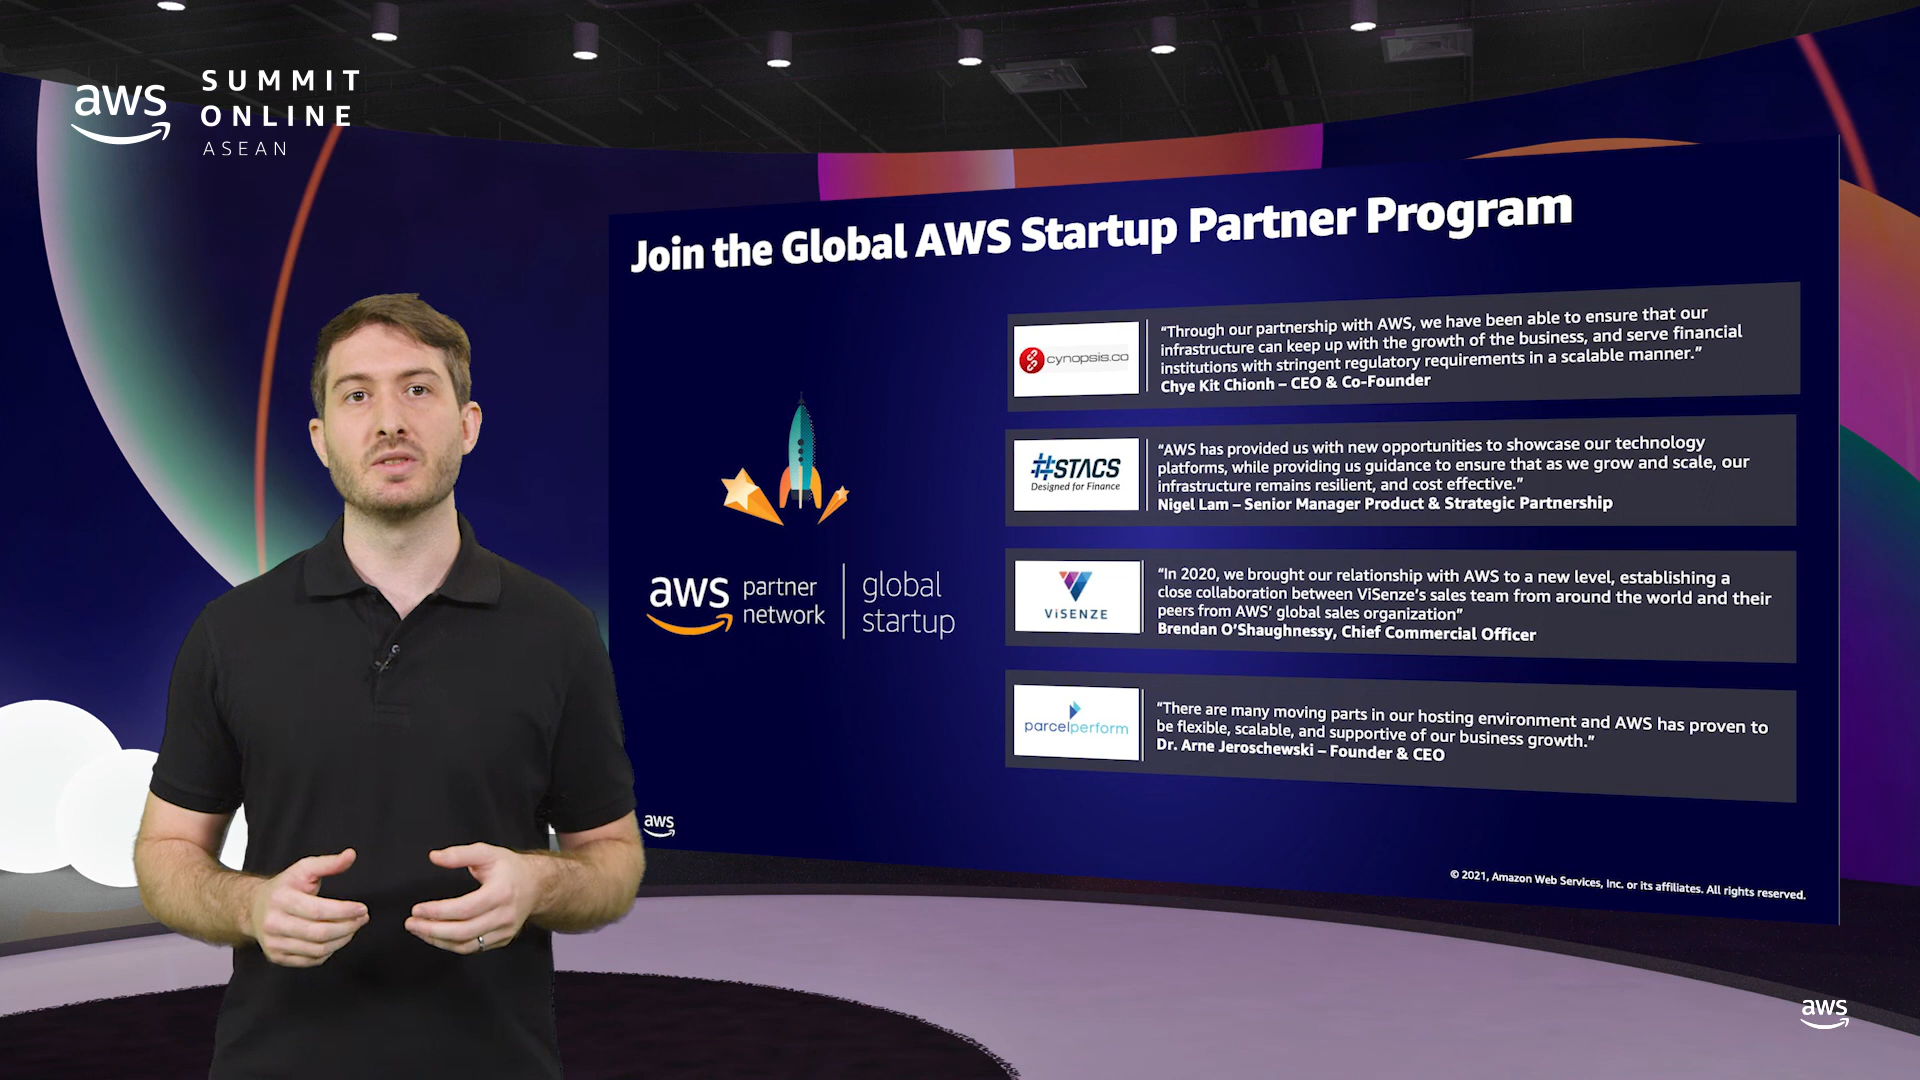 aws
SUMMIT
ONLINE
ASEAN
Join the Global AWS Startup Partner Program
aws partner network | global startup
cynopsis.co
“Through our partnership with AWS, we have been able to ensure that our
infrastructure can keep up with the growth of the business, and serve financial
institutions with stringent regulatory requirements in a scalable manner.”
Chye Kit Chionh – CEO & Co-Founder
#STACS
Designed for Finance
“AWS has provided us with new opportunities to showcase our technology
platforms, while providing us guidance to ensure that as we grow and scale, our
infrastructure remains resilient, and cost effective.”
Nigel Lam – Senior Manager Product & Strategic Partnership
ViSENZE
“In 2020, we brought our relationship with AWS to a new level, establishing a
close collaboration between ViSenze’s sales team from around the world and their
peers from AWS’ global sales organization”
Brendan O’Shaughnessy, Chief Commercial Officer
parcelperform
“There are many moving parts in our hosting environment and AWS has proven to
be flexible, scalable, and supportive of our business growth.”
Dr. Arne Jeroschewski – Founder & CEO
aws
© 2021, Amazon Web Services, Inc. or its affiliates. All rights reserved.
aws